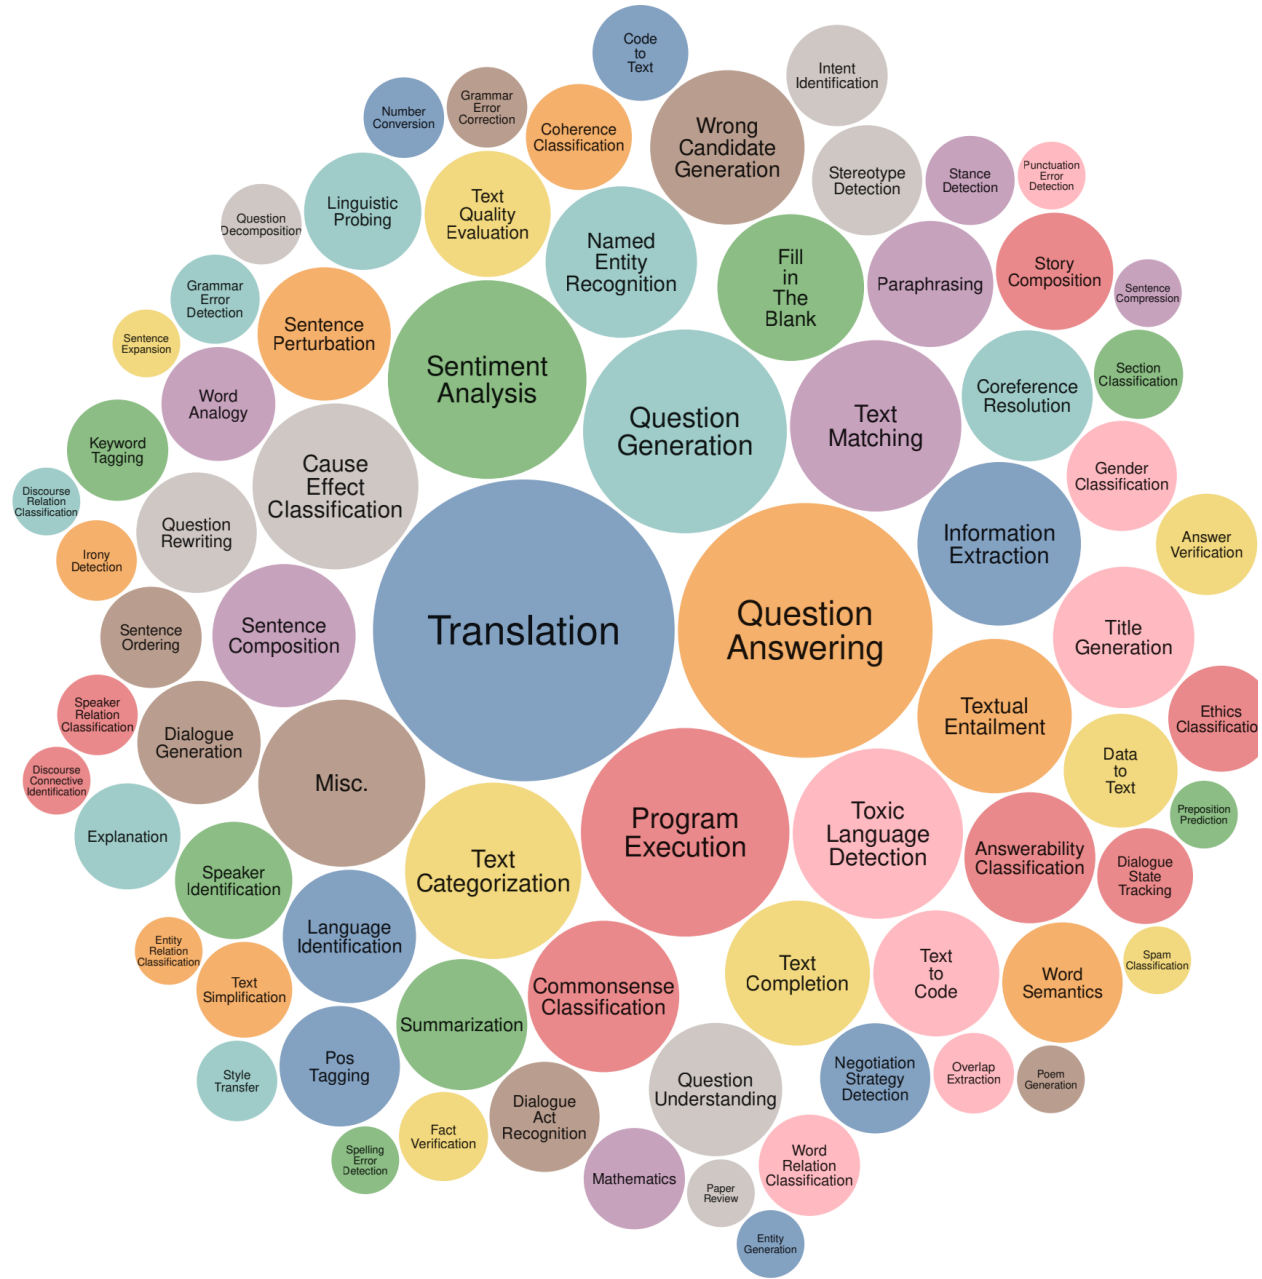 Code
to
Text
Intent
Identification
Number
Conversion
Grammar
Error
Correction
Coherence
Classification
Wrong
Candidate
Generation
Stereotype
Detection
Stance
Detection
Punctuation
Error
Detection
Question
Decomposition
Linguistic
Probing
Text
Quality
Evaluation
Named
Entity
Recognition
Fill
in
The
Blank
Paraphrasing
Story
Composition
Sentence
Compression
Grammar
Error
Detection
Sentence
Expansion
Sentence
Perturbation
Sentiment
Analysis
Question
Generation
Text
Matching
Coreference
Resolution
Section
Classification
Word
Analogy
Keyword
Tagging
Cause
Effect
Classification
Gender
Classification
Discourse
Relation
Classification
Question
Rewriting
Irony
Detection
Information
Extraction
Answer
Verification
Sentence
Ordering
Sentence
Composition
Translation
Question
Answering
Title
Generation
Speaker
Relation
Classification
Dialogue
Generation
Textual
Entailment
Ethics
Classificatio
Discourse
Connective
Identification
Misc.
Data
to
Text
Explanation
Program
Execution
Toxic
Language
Detection
Preposition
Prediction
Speaker
Identification
Text
Categorization
Answerability
Classification
Dialogue
State
Tracking
Entity
Relation
Classification
Language
Identification
Text
Simplification
Commonsense
Classification
Text
Completion
Text
to
Code
Word
Semantics
Spam
Classification
Summarization
Style
Transfer
Pos
Tagging
Question
Understanding
Negotiation
Strategy
Detection
Overlap
Extraction
Poem
Generation
Dialogue
Act
Recognition
Fact
Verification
Spelling
Error
Detection
Mathematics
Paper
Review
Word
Relation
Classification
Entity
Generation